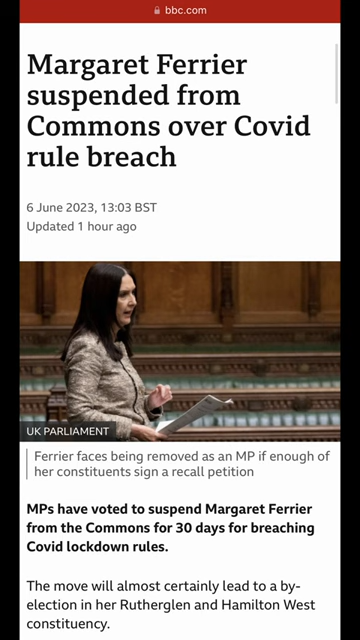 bbc.com
Margaret Ferrier
suspended from
Commons over Covid
rule breach
6 June 2023, 13:03 BST
Updated 1 hour ago
UK PARLIAMENT
Ferrier faces being removed as an MP if enough of
her constituents sign a recall petition
MPs have voted to suspend Margaret Ferrier
from the Commons for 30 days for breaching
Covid lockdown rules.
The move will almost certainly lead to a by-
election in her Rutherglen and Hamilton West
constituency.